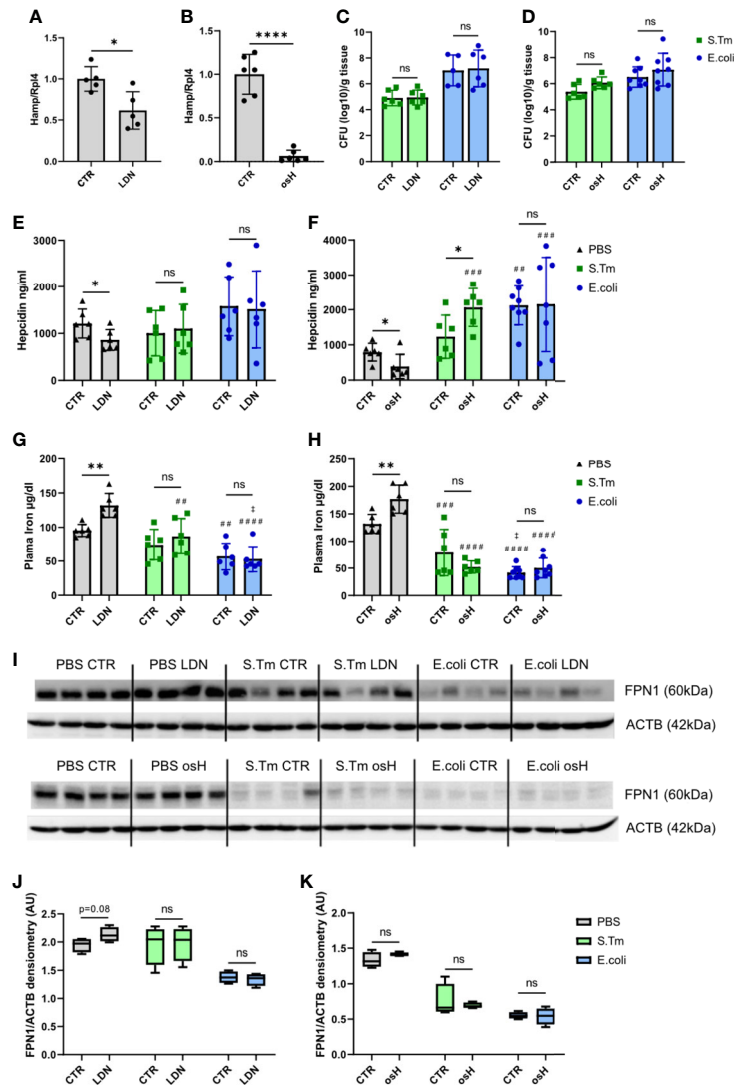 A
Hamp/Rpl4
1.5
1.0
0.5
0.0
*
CTR
LDN
B
Hamp/Rpl4
1.5
1.0
0.5
0.0
****
CTR
osH
C
CFU (log10)/g tissue
10
8
6
4
2
0
ns
ns
CTR
LDN
CTR
LDN
D
CFU (log10)/g tissue
10
8
6
4
2
0
ns
ns
CTR
osH
CTR
osH
S.Tm
E.coli
E
Hepcidin ng/ml
3000
2000
1000
0
*
ns
ns
CTR
LDN
CTR
LDN
CTR
LDN
F
Hepcidin ng/ml
4000
3000
2000
1000
0
*
*
###
ns
##
###
CTR
osH
CTR
osH
CTR
osH
PBS
S.Tm
E.coli
G
Plama Iron µg/dl
200
150
100
50
0
**
ns
##
ns
##
‡
####
CTR
LDN
CTR
LDN
CTR
LDN
H
Plasma Iron µg/dl
200
150
100
50
0
**
ns
###
####
ns
‡
####
####
CTR
osH
CTR
osH
CTR
osH
PBS
S.Tm
E.coli
I
PBS CTR PBS LDN S.Tm CTR S.Tm LDN E.coli CTR E.coli LDN
FPN1 (60kDa)
ACTB (42kDa)
PBS CTR PBS osH S.Tm CTR S.Tm osH E.coli CTR E.coli osH
FPN1 (60kDa)
ACTB (42kDa)
J
FPN1/ACTB densiometry (AU)
2.5
2.0
1.5
1.0
0.5
0.0
p=0.08
ns
ns
CTR
LDN
CTR
LDN
CTR
LDN
K
FPN1/ACTB densiometry (AU)
2.0
1.5
1.0
0.5
0.0
ns
ns
ns
CTR
osH
CTR
osH
CTR
osH
PBS
S.Tm
E.coli